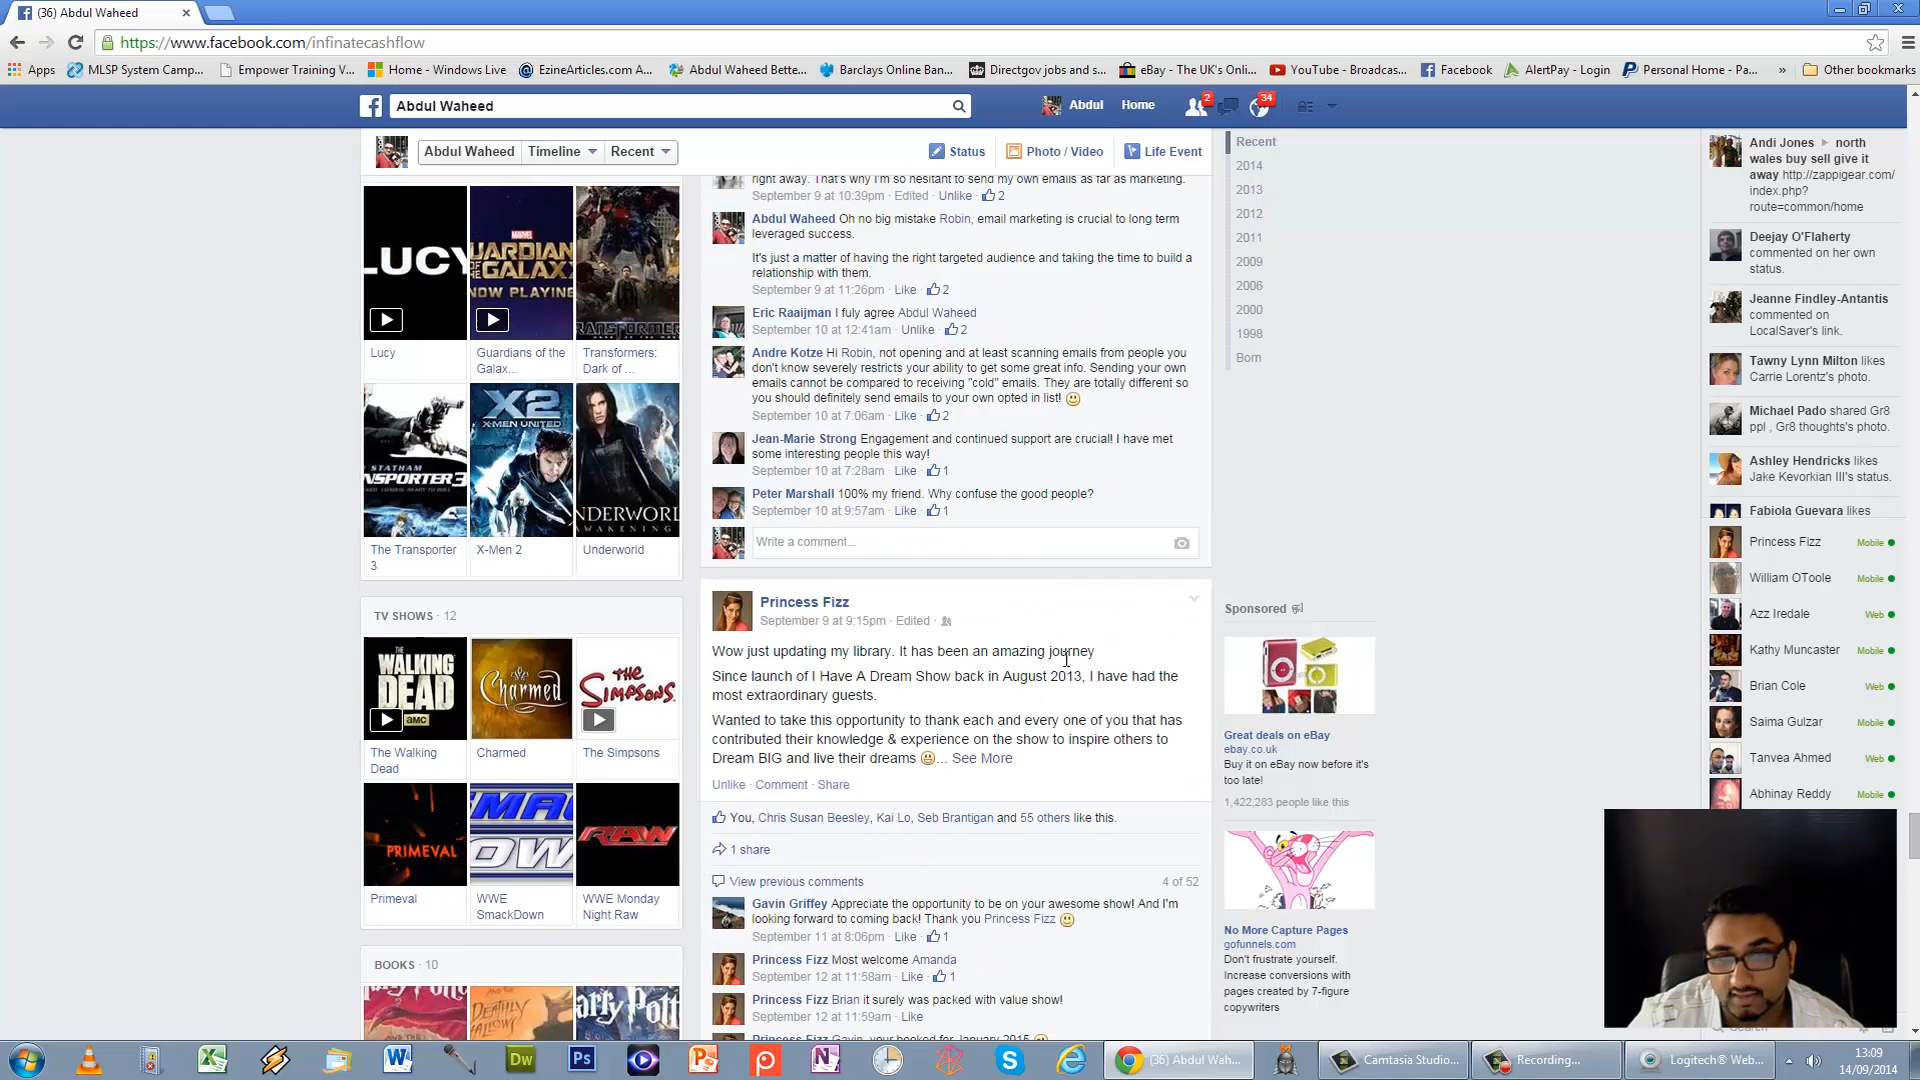 (36) Abdul Waheed
https://www.facebook.com/infinatecashflow
Apps
MLSP System Camp...
Empower Training V...
Home - Windows Live
EzineArticles.com A...
Abdul Waheed Bette...
Barclays Online Ban...
Directgov jobs and s...
eBay - The UK's Onli...
YouTube - Broadcas...
Facebook
AlertPay - Login
Personal Home - Pa...
»
Other bookmarks
Abdul Waheed
Abdul
Home
2
34
Abdul Waheed
Timeline
Recent
Status
Photo / Video
Life Event
LUCY
Lucy
MARVEL
GUARDIANS
GALAXY
NOW PLAYING
Guardians of the
Galax...
TRANSFORMERS
Transformers:
Dark of ...
STATHAM
The Transporter
3
X2
X-MEN UNITED
X-Men 2
UNDERWORL
AWAKENING
Underworld
TV SHOWS · 12
THE
WALKING
DEAD
amc
The Walking
Dead
Charmed
Charmed
THE
SIMPSONS
The Simpsons
PRIMEVAL
Primeval
WWE
SmackDown
RAW
WWE Monday
Night Raw
BOOKS · 10
right away. That's why I'm so hesitant to send my own emails as far as marketing.
September 9 at 10:39pm · Edited · Unlike · 2
Abdul Waheed Oh no big mistake Robin, email marketing is crucial to long term
leveraged success.
It's just a matter of having the right targeted audience and taking the time to build a
relationship with them.
September 9 at 11:26pm · Like · 2
Eric Raaijman I fuly agree Abdul Waheed
September 10 at 12:41am · Unlike · 2
Andre Kotze Hi Robin, not opening and at least scanning emails from people you
don't know severely restricts your ability to get some great info. Sending your own
emails cannot be compared to receiving "cold" emails. They are totally different so
you should definitely send emails to your own opted in list!
September 10 at 7:06am · Like · 2
Jean-Marie Strong Engagement and continued support are crucial! I have met
some interesting people this way!
September 10 at 7:28am · Like · 1
Peter Marshall 100% my friend. Why confuse the good people?
September 10 at 9:57am · Like · 1
Write a comment...
Princess Fizz
September 9 at 9:15pm · Edited ·
Wow just updating my library. It has been an amazing journey
Since launch of I Have A Dream Show back in August 2013, I have had the
most extraordinary guests.
Wanted to take this opportunity to thank each and every one of you that has
contributed their knowledge & experience on the show to inspire others to
Dream BIG and live their dreams ... See More
Unlike · Comment · Share
You, Chris Susan Beesley, Kai Lo, Seb Brantigan and 55 others like this.
1 share
View previous comments
4 of 52
Gavin Griffey Appreciate the opportunity to be on your awesome show! And I'm
looking forward to coming back! Thank you Princess Fizz
September 11 at 8:06pm · Like · 1
Princess Fizz Most welcome Amanda
September 12 at 11:58am · Like · 1
Princess Fizz Brian it surely was packed with value show!
September 12 at 11:59am · Like
Princess Fizz Gavin, your booked for January 2015
Recent
2014
2013
2012
2011
2009
2006
2000
1998
Born
Sponsored
Great deals on eBay
ebay.co.uk
Buy it on eBay now before it's
too late!
1,422,283 people like this
No More Capture Pages
gofunnels.com
Don't frustrate yourself.
Increase conversions with
pages created by 7-figure
copywriters
Andi Jones ▸ north
wales buy sell give it
away http://zappigear.com/
index.php?
route=common/home
Deejay O'Flaherty
commented on her own
status.
Jeanne Findley-Antantis
commented on
LocalSaver's link.
Tawny Lynn Milton likes
Carrie Lorentz's photo.
Michael Pado shared Gr8
ppl , Gr8 thoughts's photo.
Ashley Hendricks likes
Jake Kevorkian III's status.
Fabiola Guevara likes
Princess Fizz Mobile
William OToole Mobile
Azz Iredale Web
Kathy Muncaster Mobile
Brian Cole Web
Saima Gulzar Mobile
Tanvea Ahmed Web
Abhinay Reddy Mobile
Search
(36) Abdul Wah...
Camtasia Studio...
Recording...
Logitech® Web...
13:09
14/09/2014